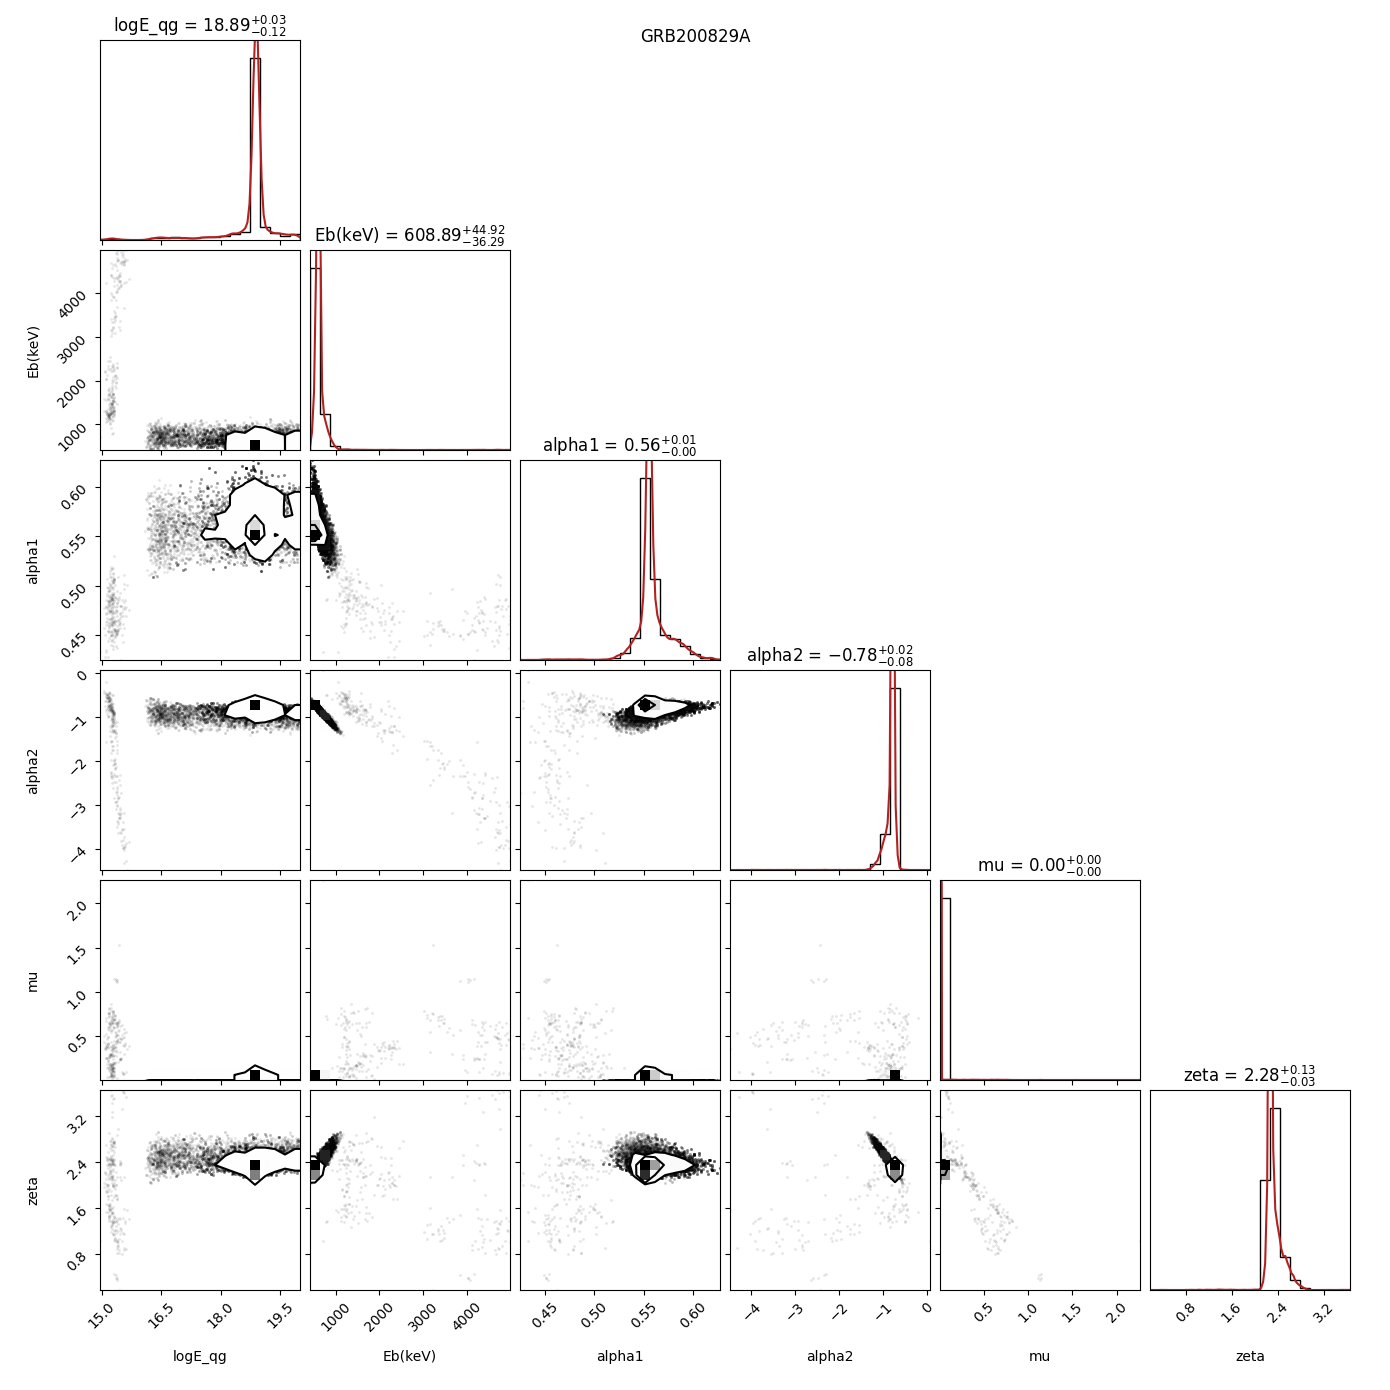 logE_qg = 18.89+0.03 −0.12
GRB200829A
Eb(keV) = 608.89+44.92 −36.29
4000
3000
2000
1000
Eb(keV)
alpha1 = 0.56+0.01 −0.00
0.60
0.55
0.50
0.45
alpha1
alpha2 = −0.78+0.02 −0.08
0
−1
−2
−3
−4
alpha2
mu = 0.00+0.00 −0.00
2.0
1.5
1.0
0.5
mu
zeta = 2.28+0.13 −0.03
3.2
2.4
1.6
0.8
zeta
15.0 16.5 18.0 19.5 1000 2000 3000 4000 0.45 0.50 0.55 0.60 −4 −3 −2 −1 0 0.5 1.0 1.5 2.0 0.8 1.6 2.4 3.2
logE_qg Eb(keV) alpha1 alpha2 mu zeta